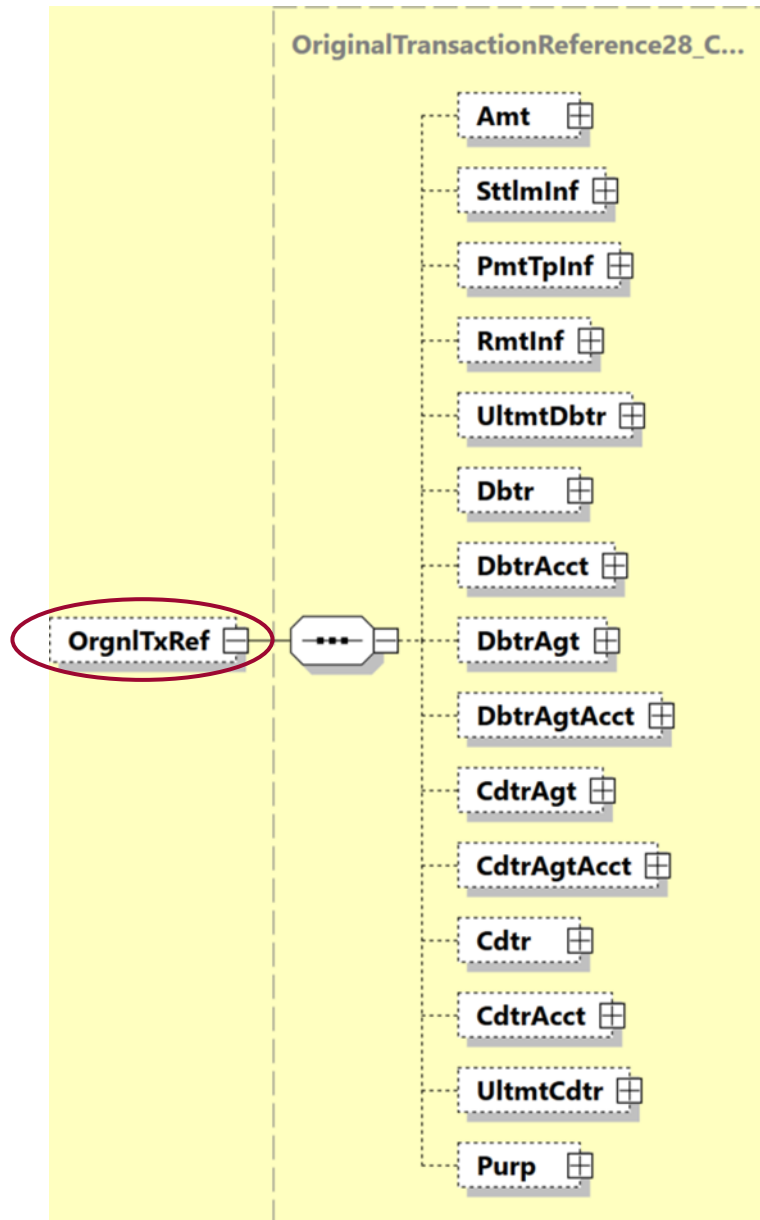 OriginalTransactionReference28_C...
Amt
SttlmInf
PmtTpInf
RmtInf
UltmtDbtr
Dbtr
DbtrAcct
OrgnlTxRef
DbtrAgt
DbtrAgtAcct
CdtrAgt
CdtrAgtAcct
Cdtr
CdtrAcct
UltmtCdtr
Purp